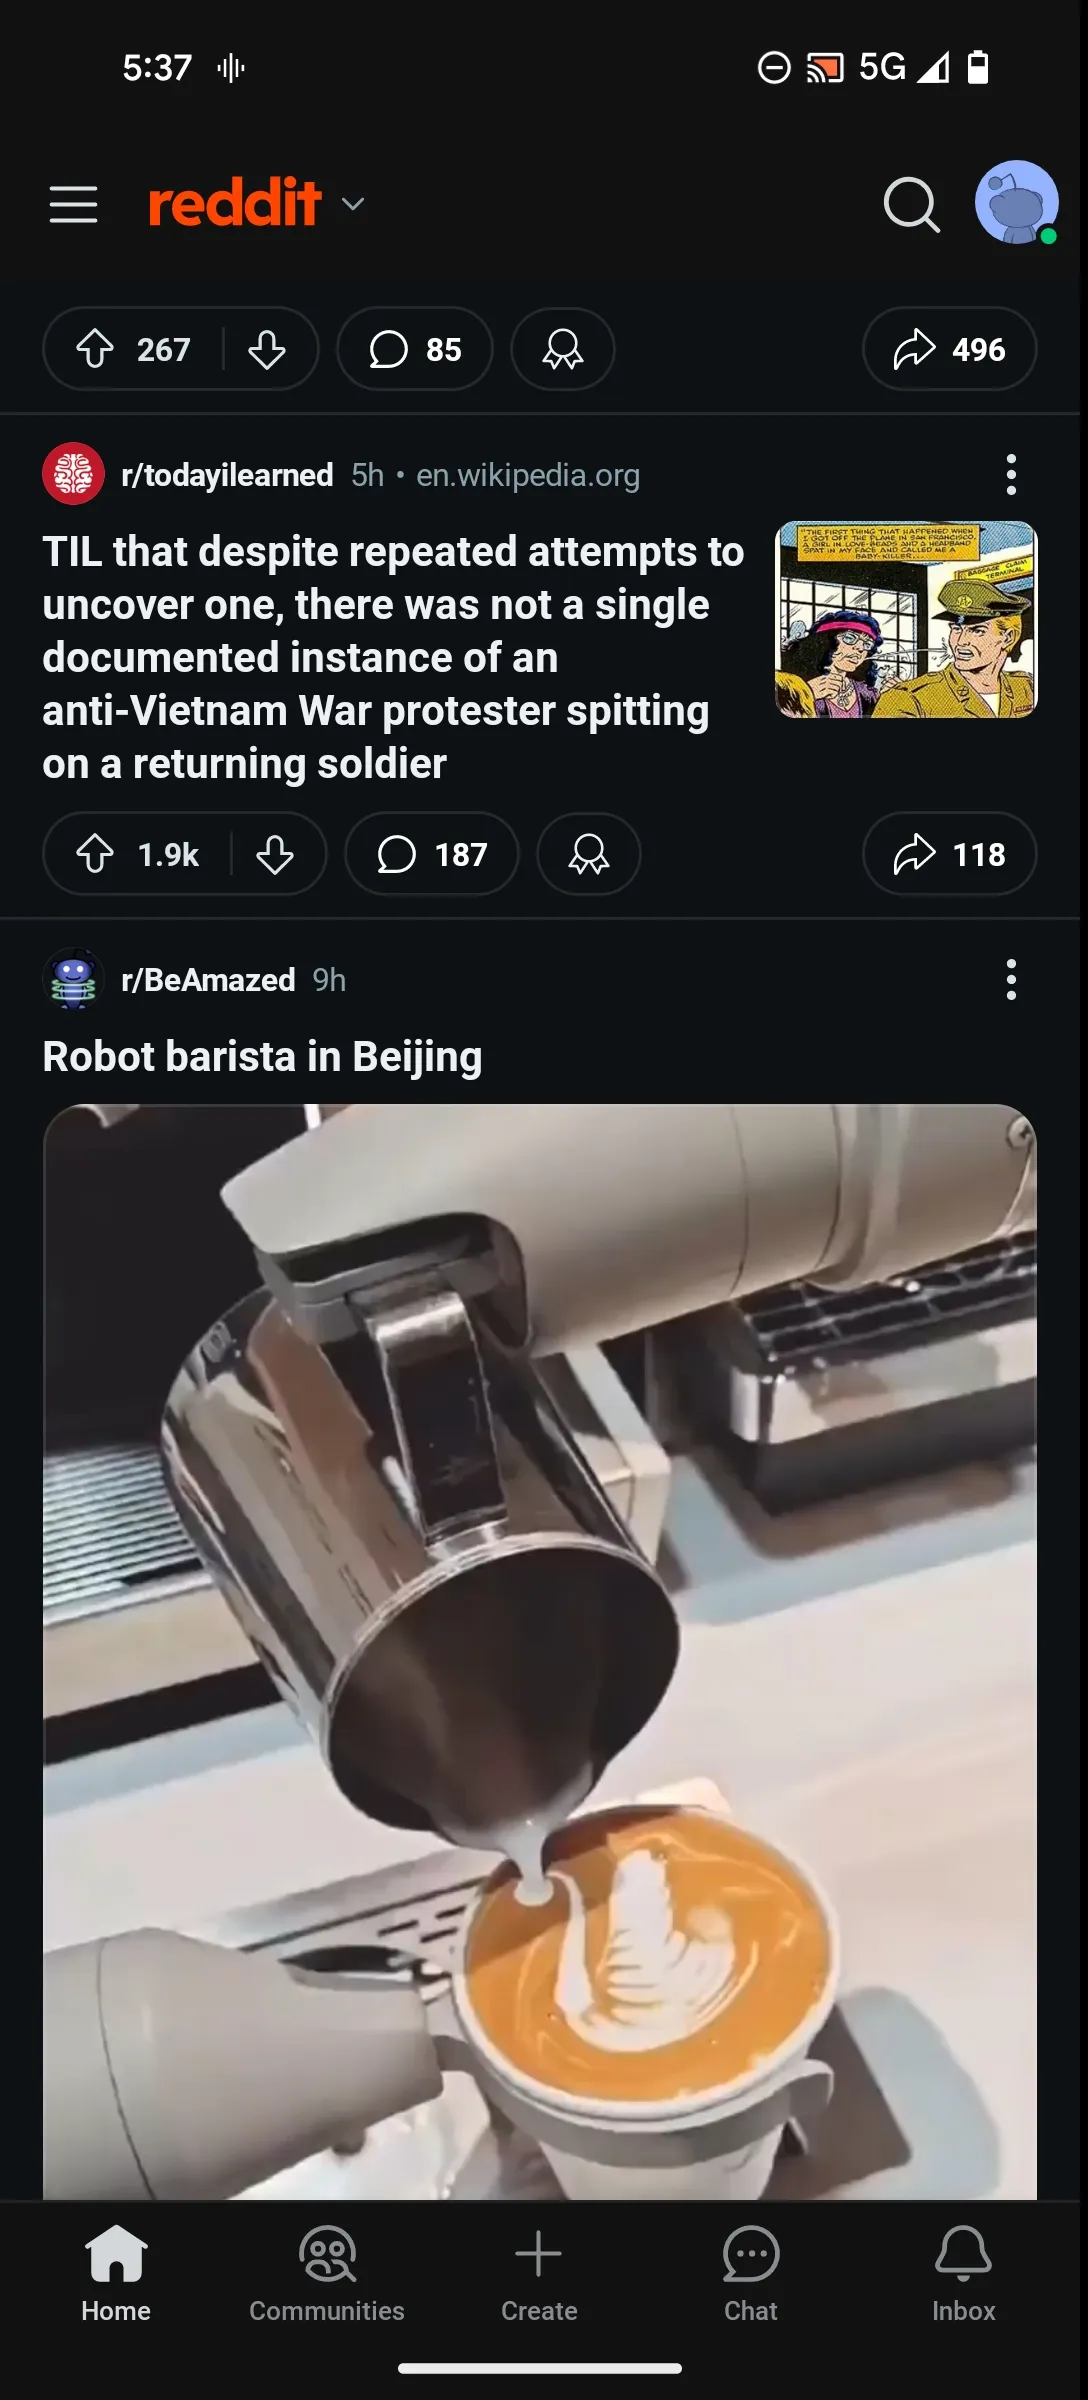 5:37
5G
reddit
267
85
496
r/todayilearned 5h • en.wikipedia.org
TIL that despite repeated attempts to
uncover one, there was not a single
documented instance of an
anti-Vietnam War protester spitting
on a returning soldier
"THE FIRST THING THAT HAPPENED WHEN
I GOT OFF THE PLANE IN SAN FRANCISCO,
A GIRL IN LOVE-BEADS AND A HEADBAND
SPAT IN MY FACE AND CALLED ME A
BABY-KILLER...
BAGGAGE CLAIM
TERMINAL
1.9k
187
118
r/BeAmazed 9h
Robot barista in Beijing
Home
Communities
Create
Chat
Inbox